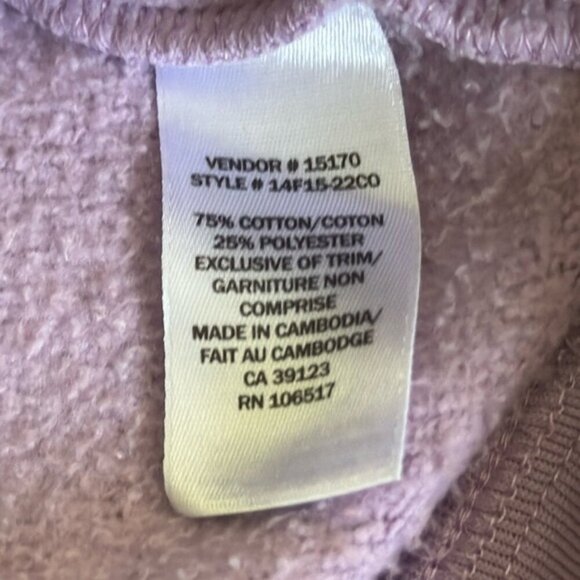 VENDOR # 15170
STYLE # 14F15-22CO
75% COTTON/COTON
25% POLYESTER
EXCLUSIVE OF TRIM/
GARNITURE NON
COMPRISE
MADE IN CAMBODIA/
FAIT AU CAMBODGE
CA 39123
RN 106517